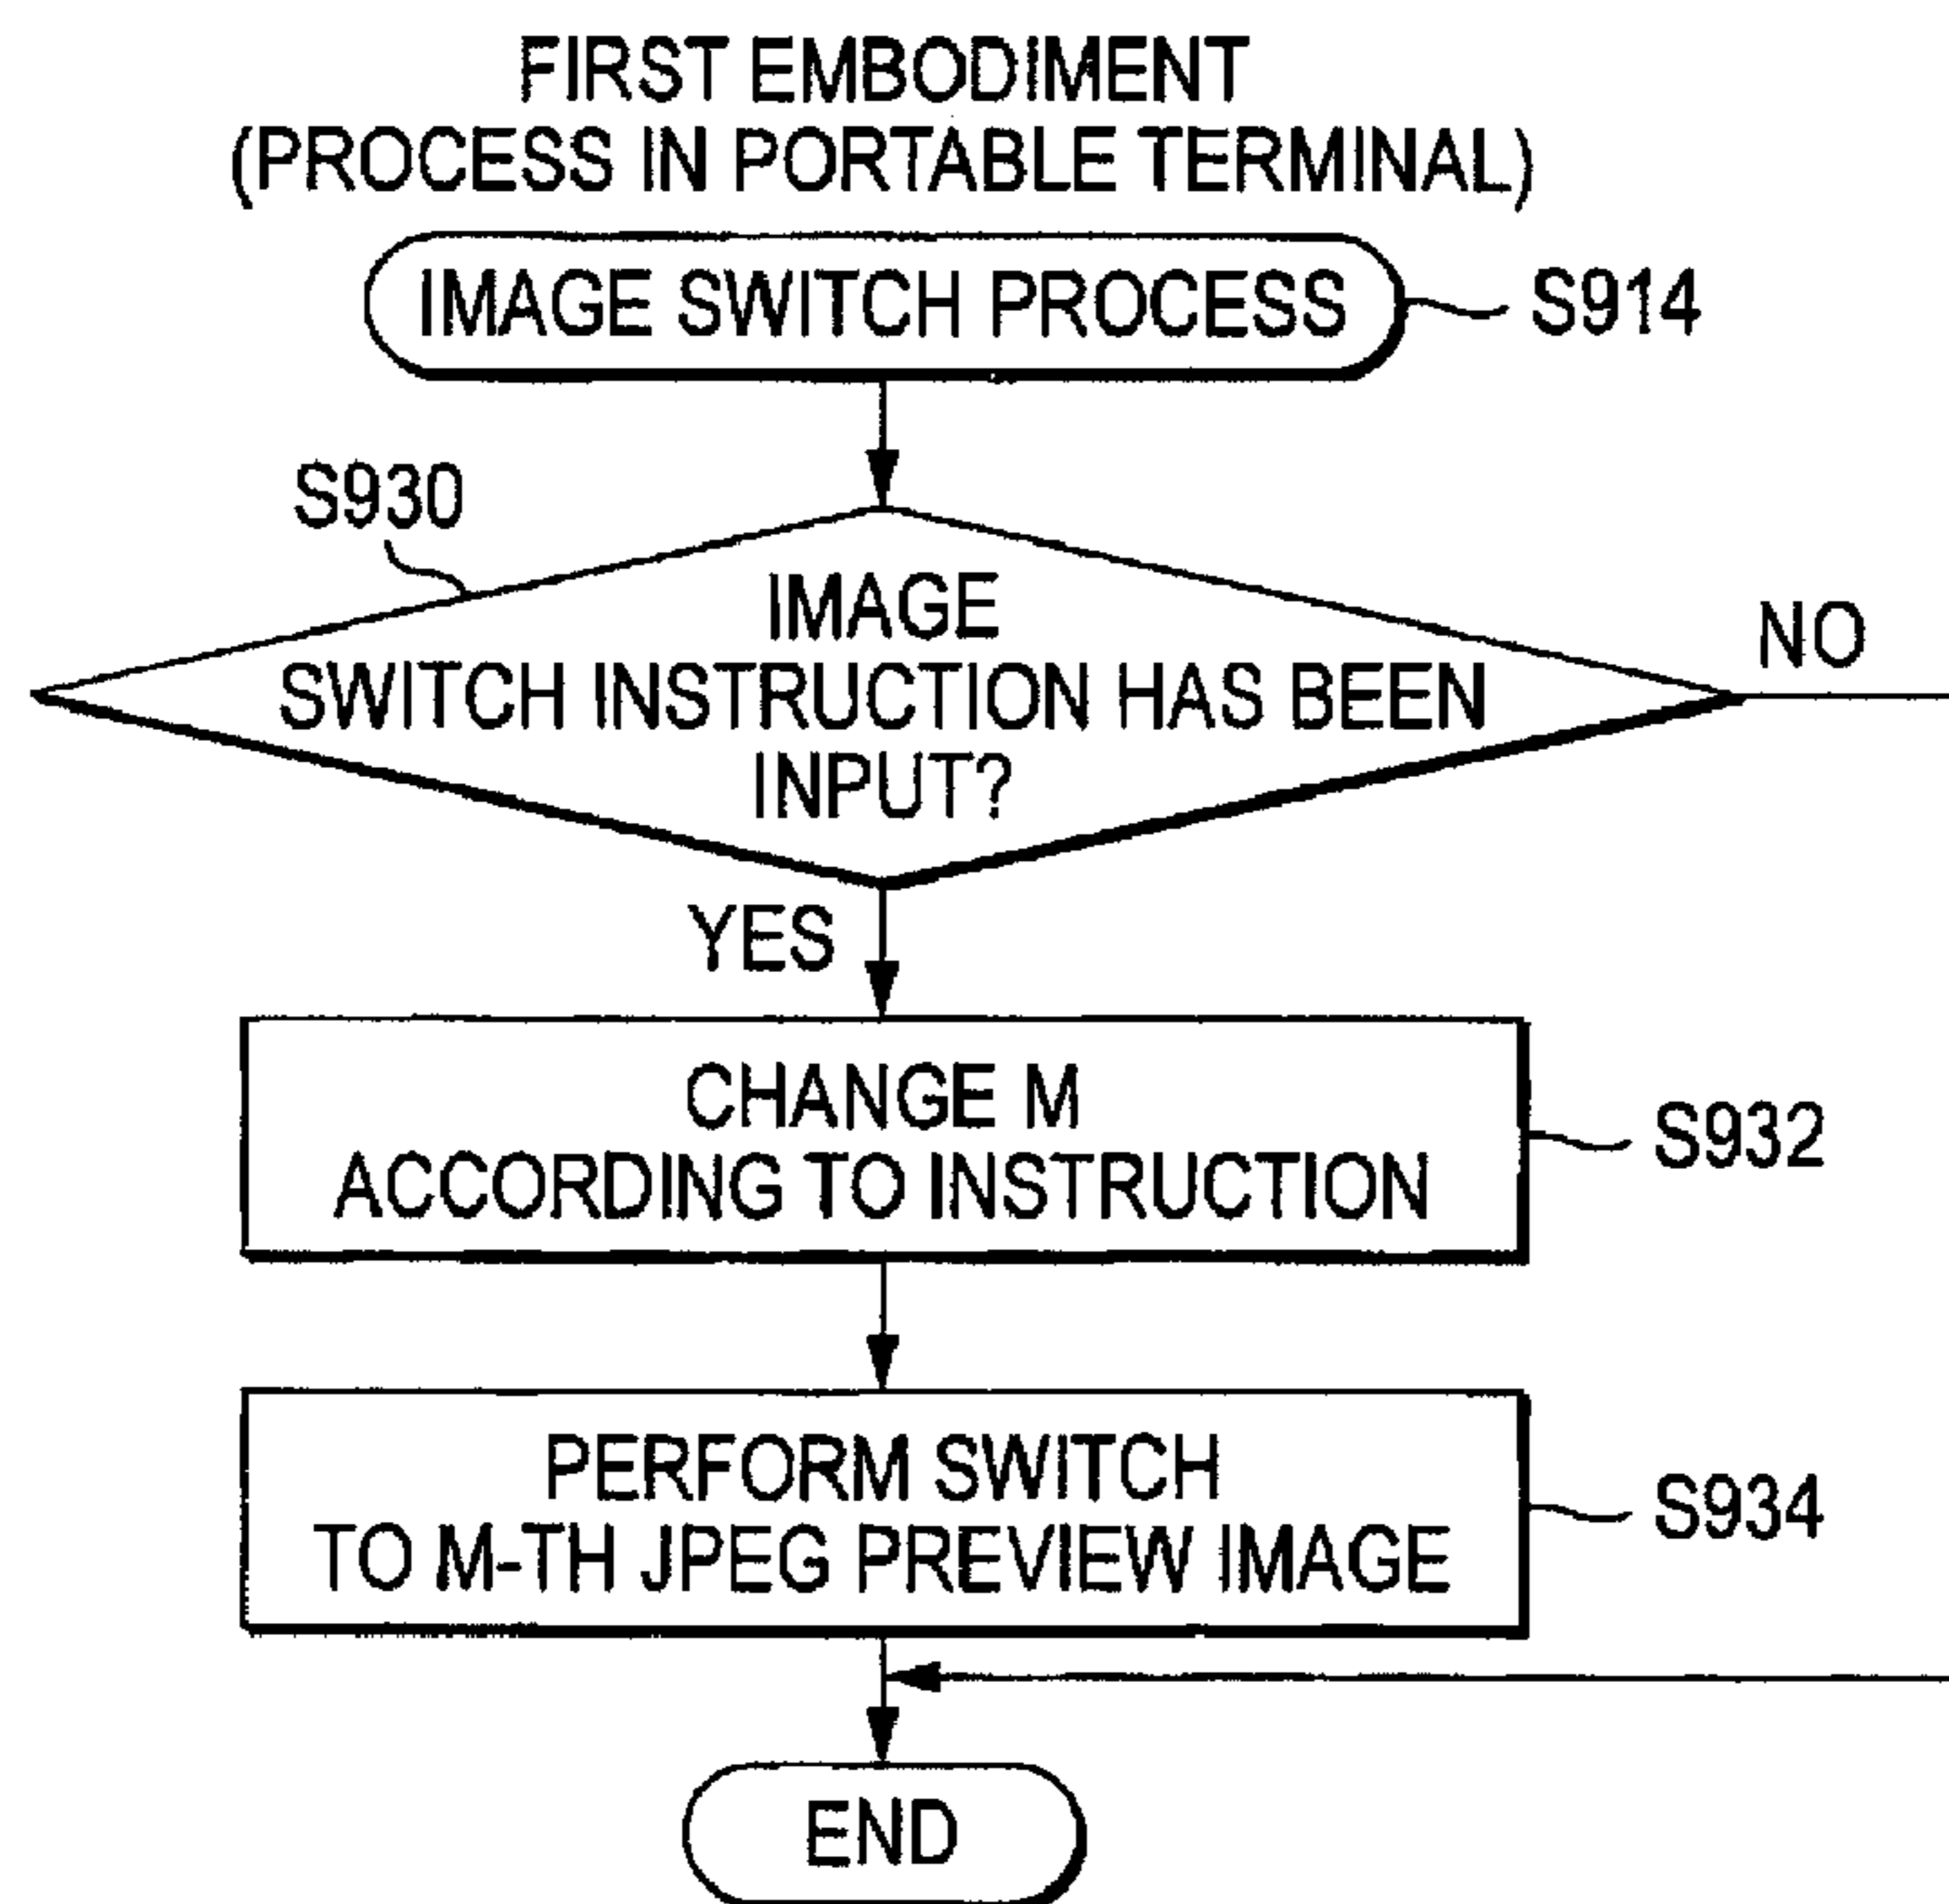 FIRST EMBODIMENT
(PROCESS IN PORTABLE TERMINAL)
IMAGE SWITCH PROCESS
S914
S930
IMAGE
SWITCH INSTRUCTION HAS BEEN
INPUT?
NO
YES
CHANGE M
ACCORDING TO INSTRUCTION
S932
PERFORM SWITCH
TO M-TH JPEG PREVIEW IMAGE
S934
END